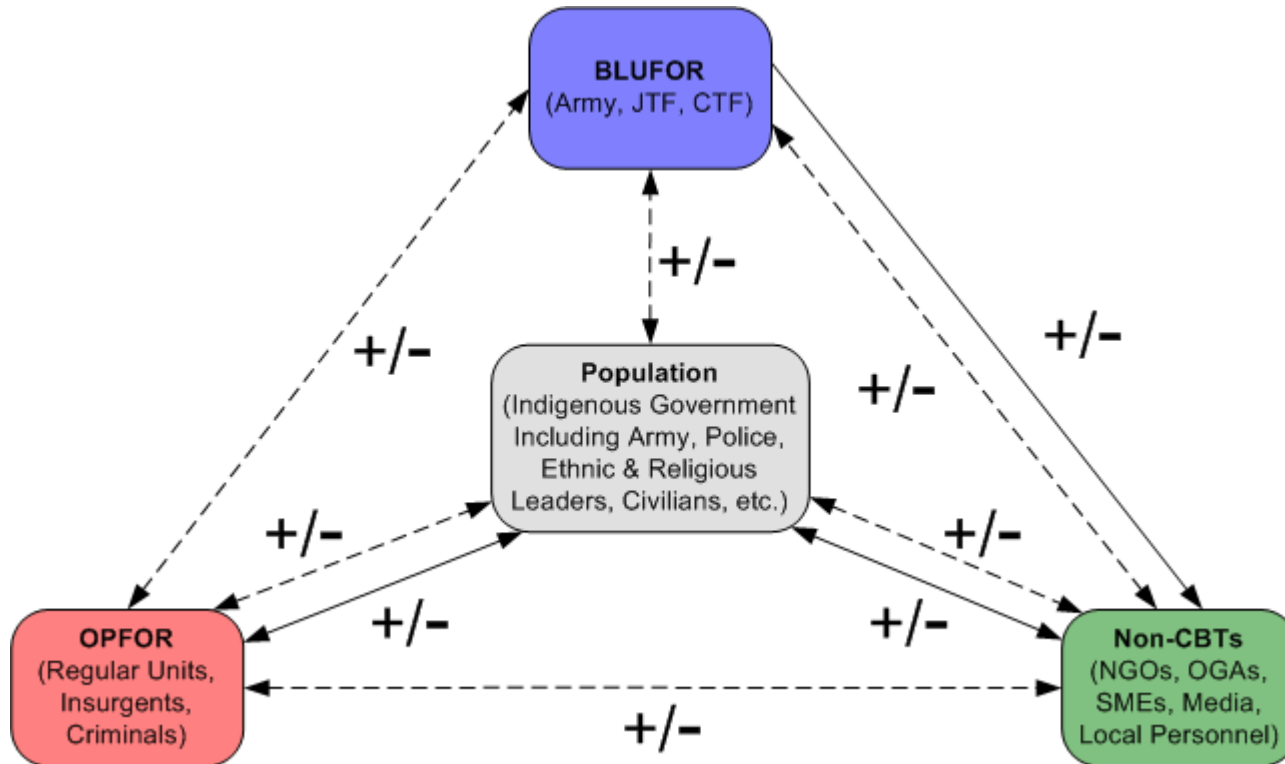 BLUFOR
(Army, JTF, CTF)
+/-
+/-
+/-
+/-
Population
(Indigenous Government
Including Army, Police,
Ethnic & Religious
Leaders, Civilians, etc.)
+/-
+/-
+/-
+/-
OPFOR
(Regular Units,
Insurgents,
Criminals)
Non-CBTs
(NGOs, OGAs,
SMEs, Media,
Local Personnel)
+/-